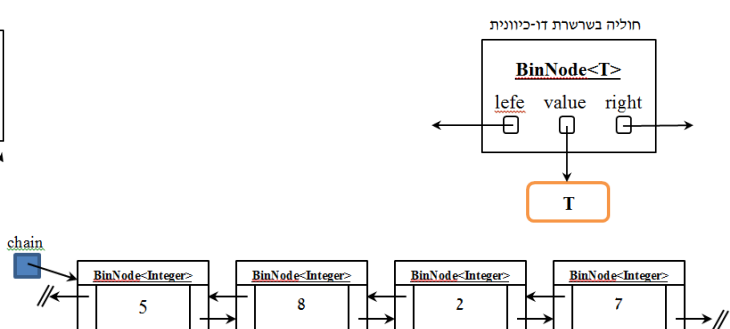 חוליה בשרשרת דו-כיוונית
BinNode<T>
lefe value right
T
chain
BinNode<Integer> BinNode<Integer> BinNode<Integer> BinNode<Integer>
5 8 2 7